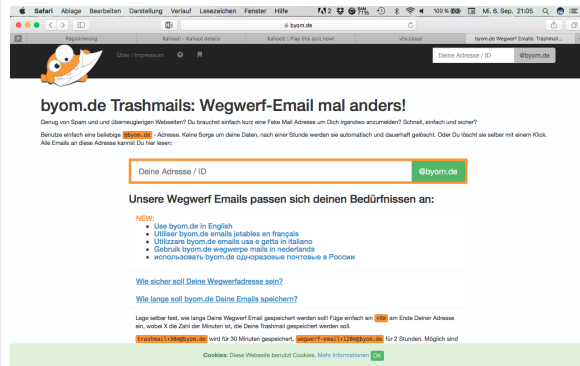 Safari Ablage Bearbeiten Darstellung Verlauf Lesezeichen Fenster Hilfe
100 % Mi. 6. Sep. 21:05
byom.de
Registrierung
Kahoot! - Kahoot details
Kahoot! | Play this quiz now!
vhs.cloud
byom.de Wegwerf Emails: Trashmail...
Über / Impressum
Deine Adresse / ID
@byom.de
byom.de Trashmails: Wegwerf-Email mal anders!
Genug von Spam und und überneugierigen Webseiten? Du brauchst einfach kurz eine Fake Mail Adresse um Dich irgendwo anzumelden? Schnell, einfach und sicher?
Benutze einfach eine beliebige @byom.de - Adresse. Keine Sorge um deine Daten, nach einer Stunde werden sie automatisch und dauerhaft gelöscht. Oder Du löscht sie selber mit einem Klick.
Alle Emails an diese Adresse kannst Du hier lesen:
Deine Adresse / ID
@byom.de
Unsere Wegwerf Emails passen sich deinen Bedürfnissen an:
NEW:
Use byom.de in English
Utiliser byom.de emails jetables en français
Utilizzare byom.de emails usa e getta in italiano
Gebruik byom.de wegwerpe mails in nederlands
использовать byom.de одноразовые почтовые в России
Wie sicher soll Deine Wegwerfadresse sein?
Wie lange soll byom.de Deine Emails speichern?
Lege selber fest, wie lange Deine Wegwerf Email gespeichert werden soll! Füge einfach ein +Xm am Ende Deiner Adresse
ein, wobei X die Zahl der Minuten ist, die Deine Trashmail gespeichert werden soll.
trashmail+30m@byom.de wird für 30 Minuten gespeichert, wegwerf-email+120m@byom.de für 2 Stunden. Möglich sind
Cookies: Diese Webseite benutzt Cookies. Mehr Informationen OK